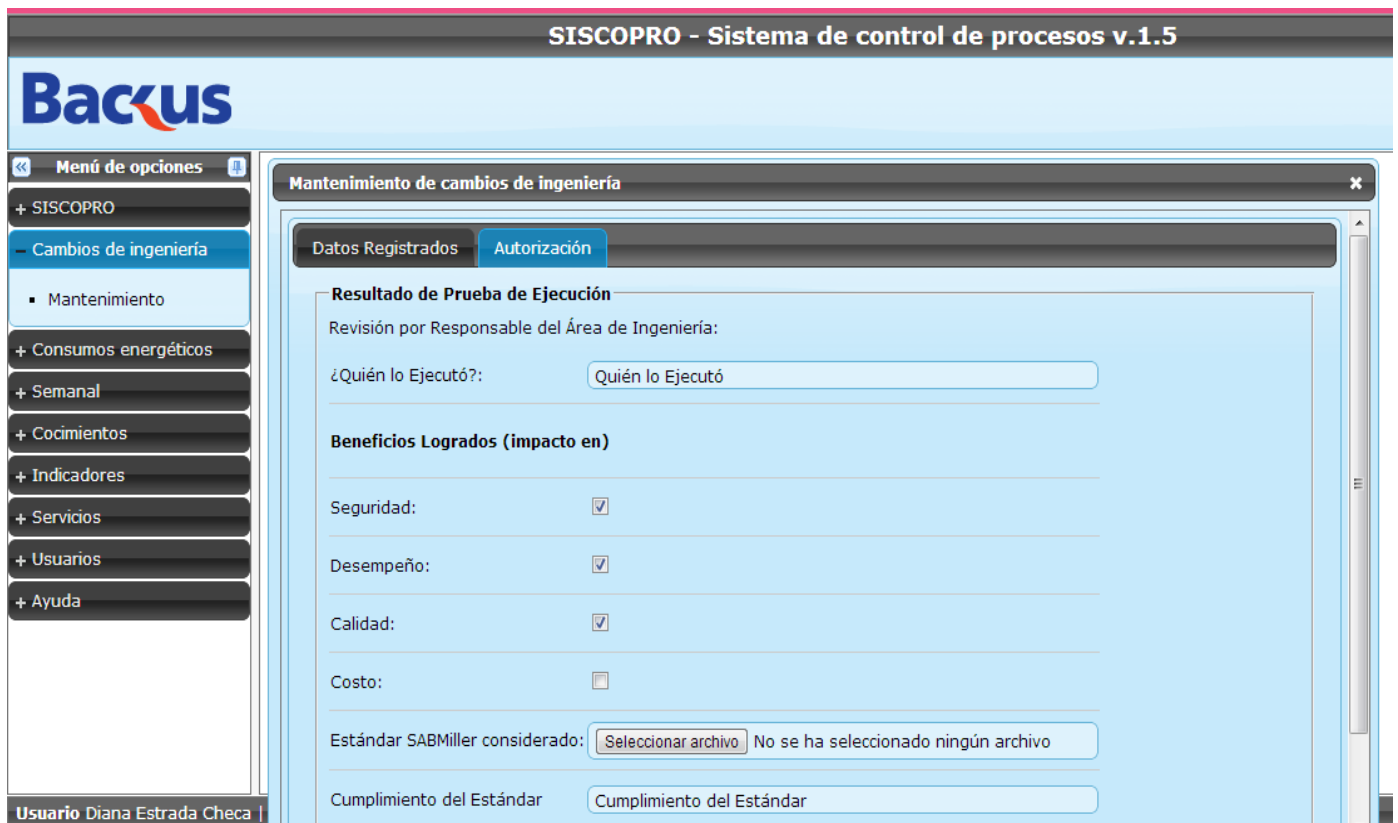 SISCOPRO - Sistema de control de procesos v.1.5
Backus
Menú de opciones
+ SISCOPRO
- Cambios de ingeniería
▪ Mantenimiento
+ Consumos energéticos
+ Semanal
+ Cocimientos
+ Indicadores
+ Servicios
+ Usuarios
+ Ayuda
Usuario Diana Estrada Checa |
Mantenimiento de cambios de ingeniería
Datos Registrados Autorización
Resultado de Prueba de Ejecución
Revisión por Responsable del Área de Ingeniería:
¿Quién lo Ejecutó?: Quién lo Ejecutó
Beneficios Logrados (impacto en)
Seguridad:
Desempeño:
Calidad:
Costo:
Estándar SABMiller considerado: Seleccionar archivo No se ha seleccionado ningún archivo
Cumplimiento del Estándar Cumplimiento del Estándar